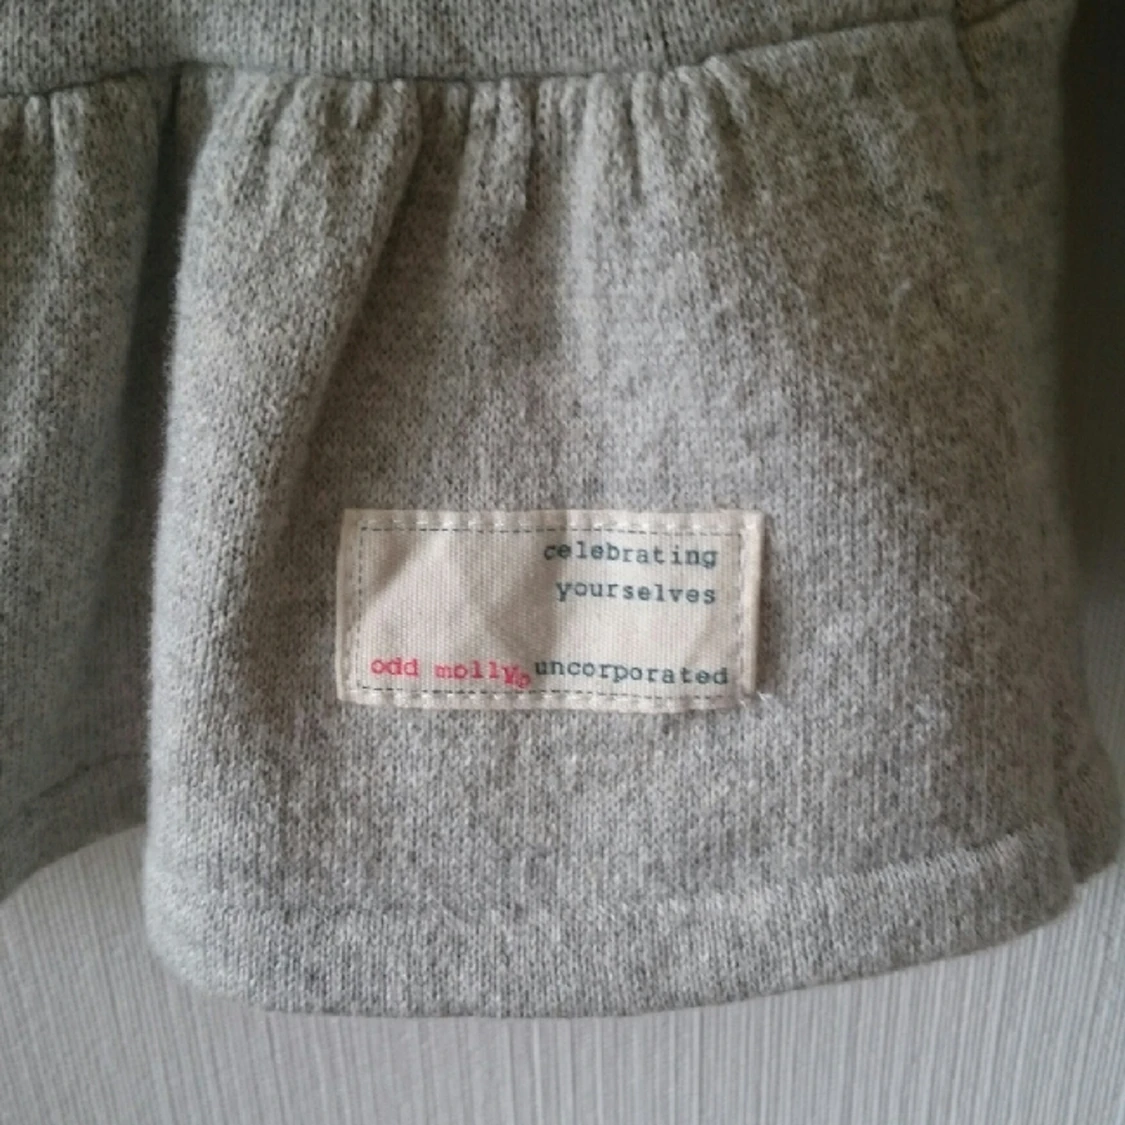 celebrating
yourselves
odd molly uncorporated